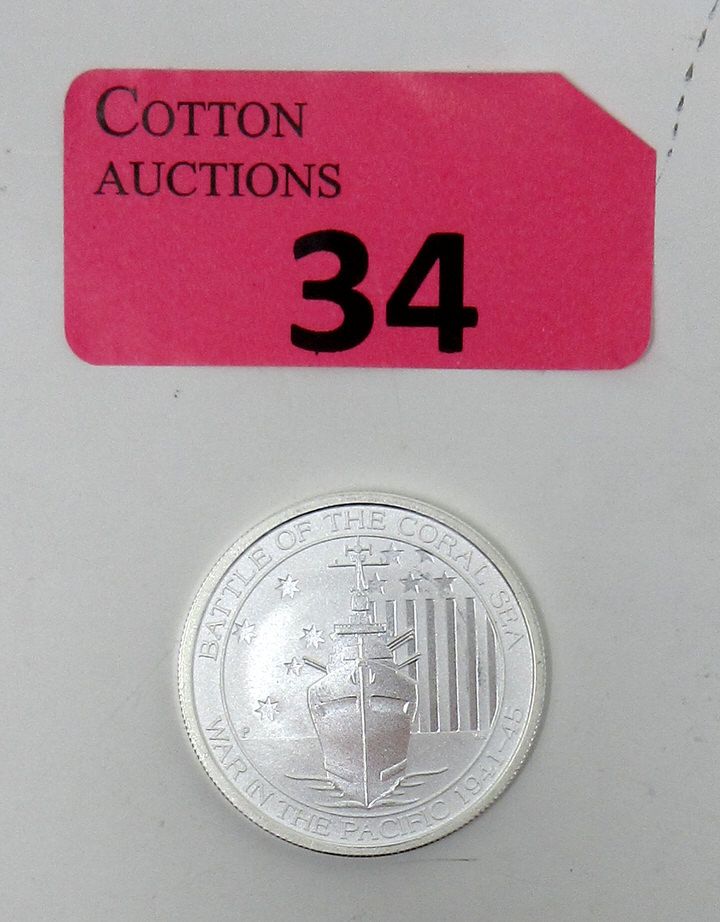 COTTON
AUCTIONS
34
BATTLE OF THE CORAL SEA
P
WAR IN THE PACIFIC 1941-45